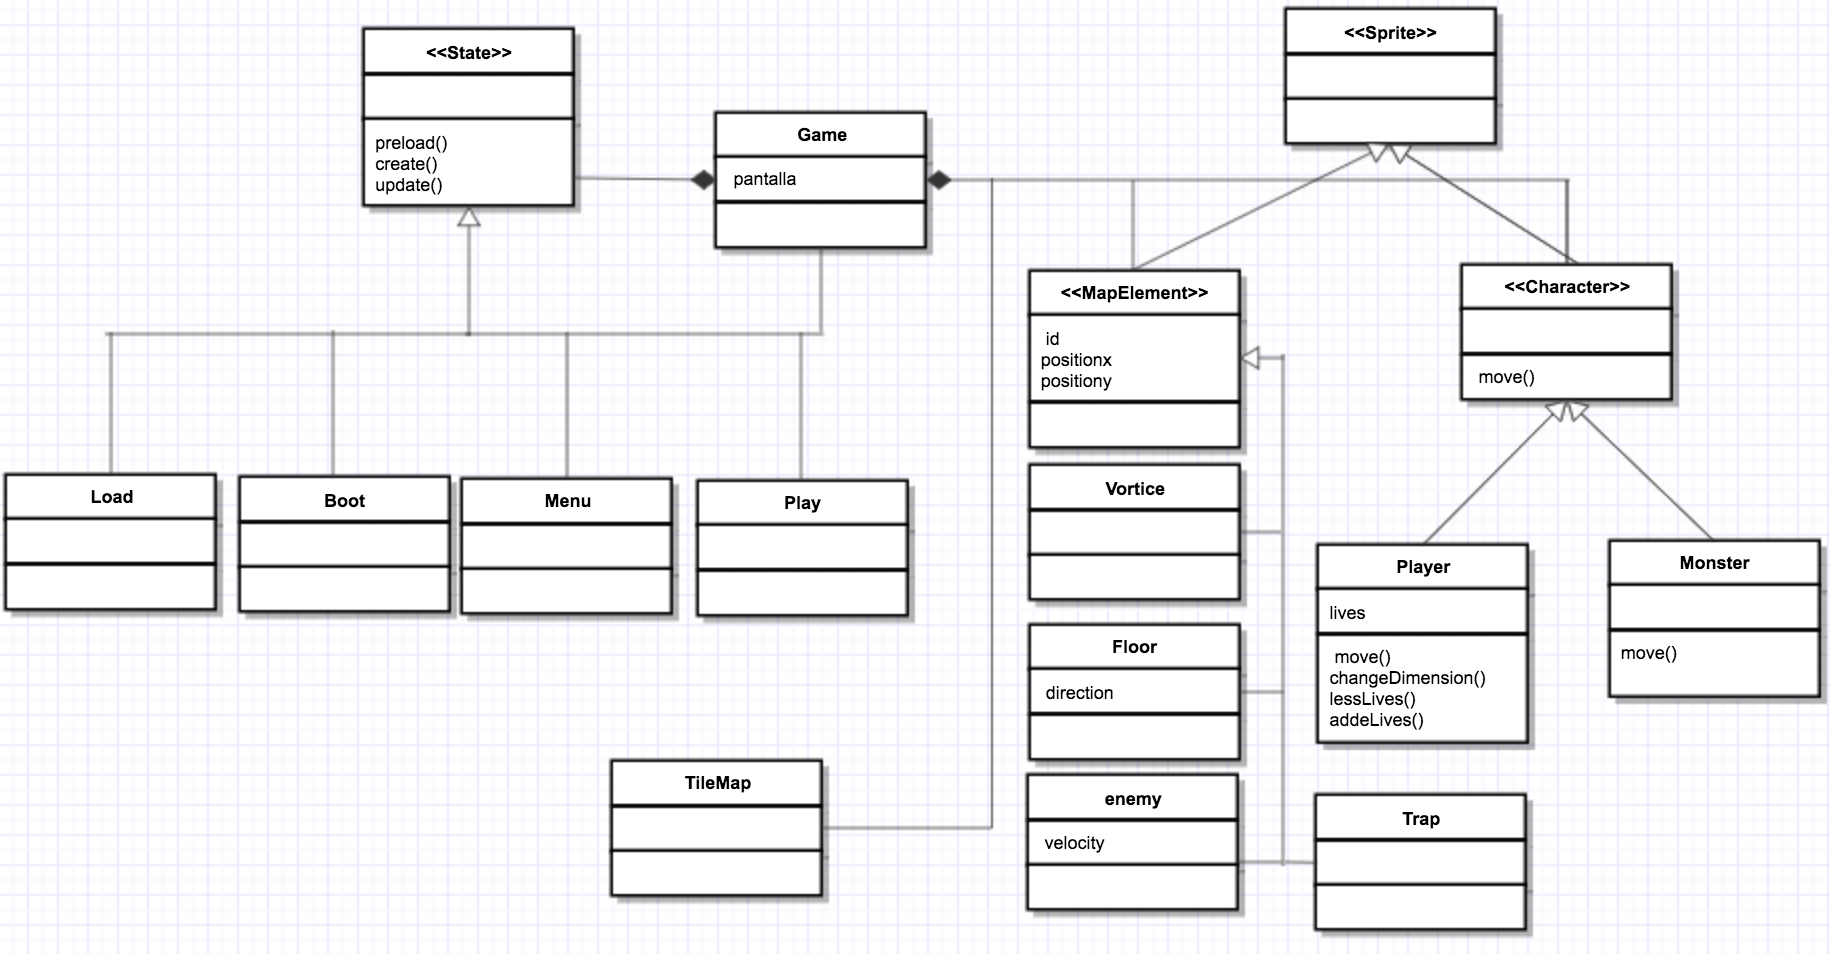 <<State>>
preload()
create()
update()
Game
pantalla
<<Sprite>>
<<MapElement>>
id
positionx
positiony
<<Character>>
move()
Load
Boot
Menu
Play
Vortice
Floor
direction
enemy
velocity
Player
lives
move()
changeDimension()
lessLives()
addeLives()
Monster
move()
TileMap
Trap